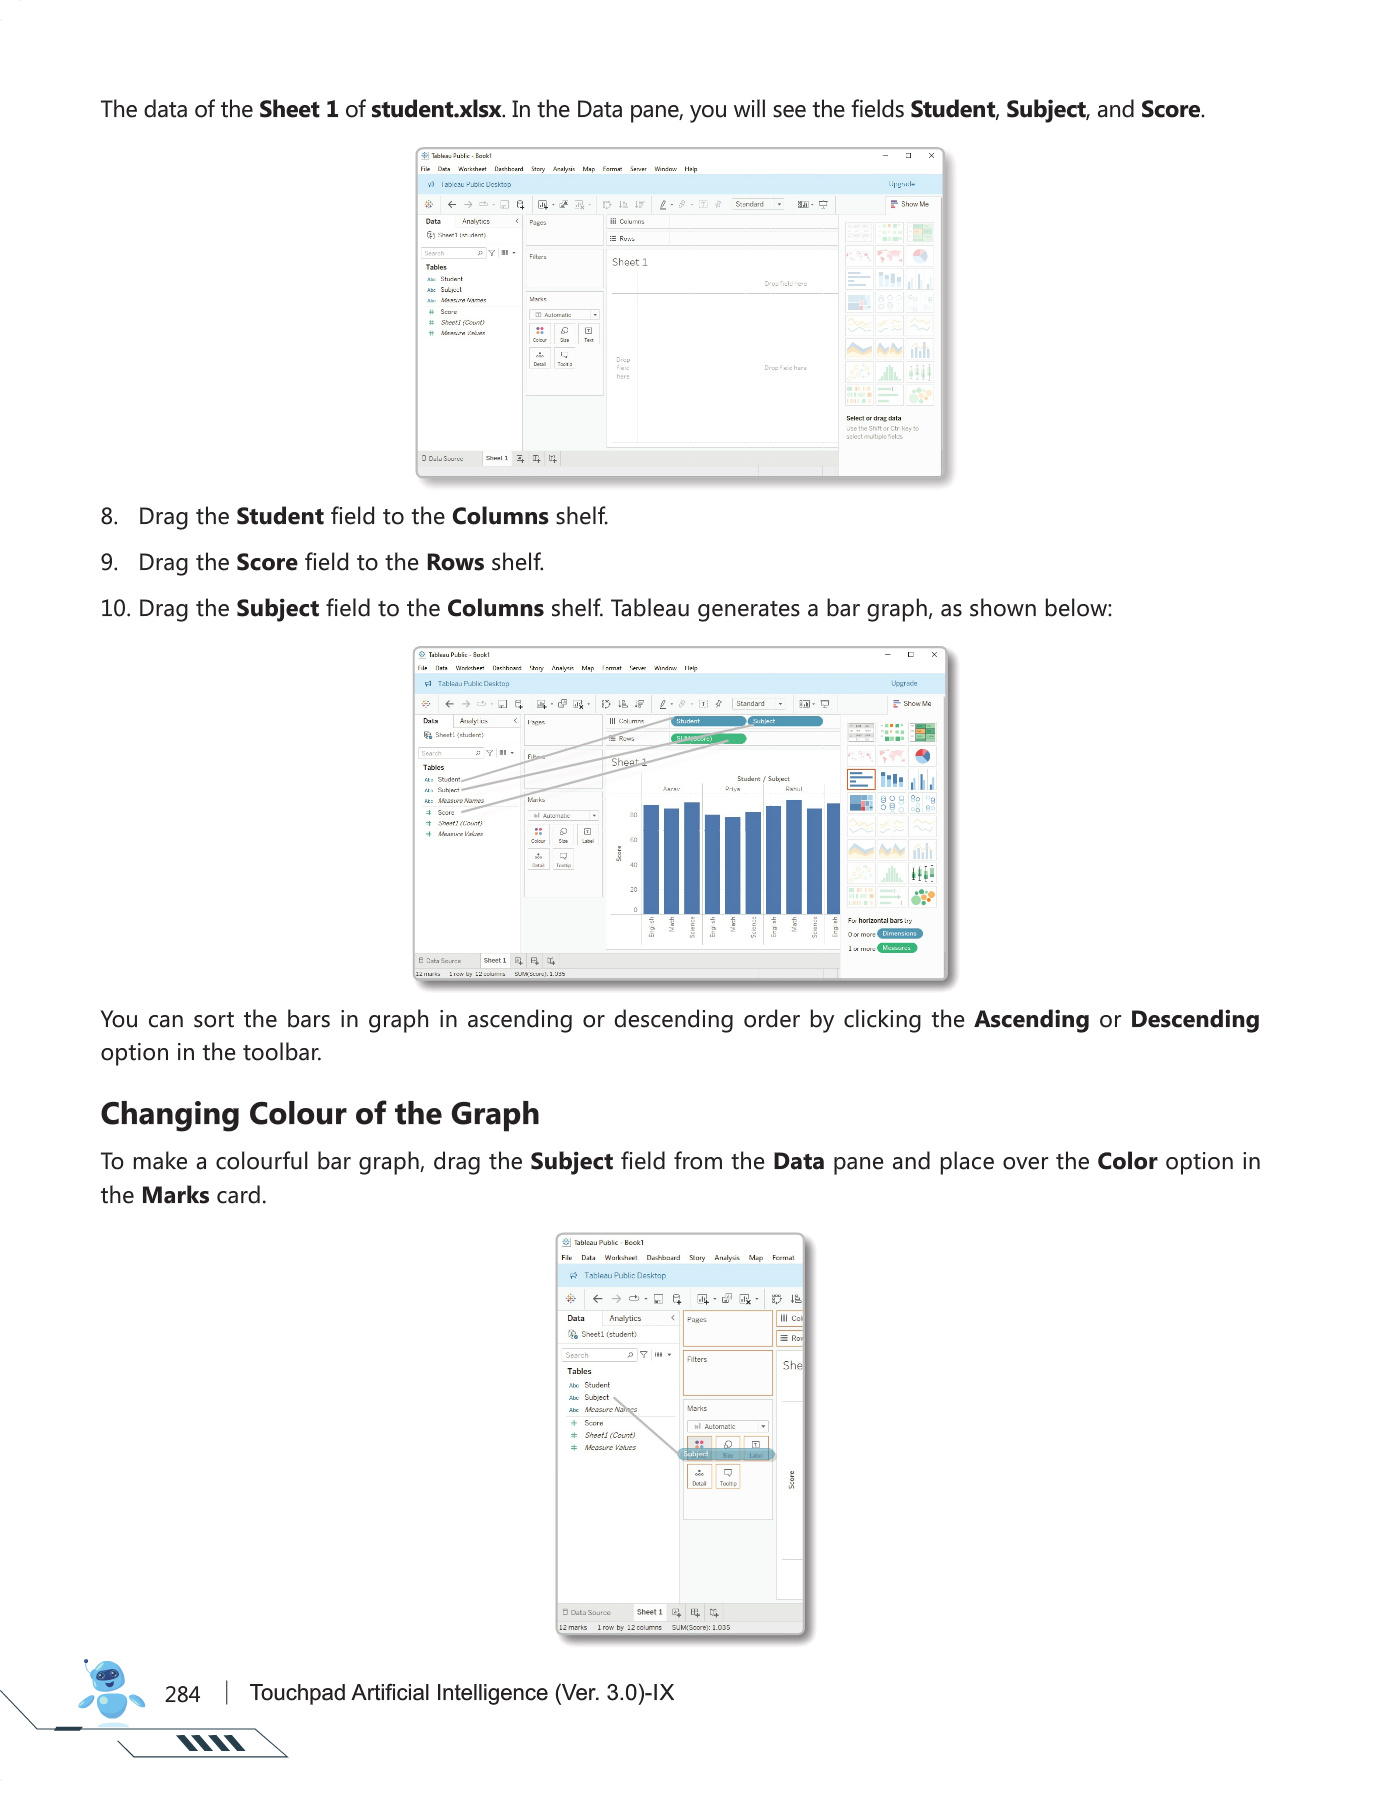 The data of the Sheet 1 of student.xlsx. In the Data pane, you will see the fields Student, Subject, and Score.
Tableau Public - Book1
File Data Worksheet Dashboard Story Analysis Map Format Server Window Help
Tableau Public Desktop Upgrade
Standard Show Me
Data Analytics Pages Columns
Sheet1 (student) Rows
Search Filters Sheet 1
Tables
Abc Student Drop field here
Abc Subject
Abc Measure Names Marks
# Score Automatic
# Sheet1 (Count)
# Measure Values Colour Size Text
Detail Tooltip
Drop field here Drop field here
Select or drag data
Use the Shift or Ctrl key to
select multiple fields
Data Source Sheet 1
8. Drag the Student field to the Columns shelf.
9. Drag the Score field to the Rows shelf.
10. Drag the Subject field to the Columns shelf. Tableau generates a bar graph, as shown below:
Tableau Public - Book1
File Data Worksheet Dashboard Story Analysis Map Format Server Window Help
Tableau Public Desktop Upgrade
Standard Show Me
Data Analytics Pages Columns Student Subject
Sheet1 (student) Rows SUM(Score)
Search Filters Sheet 1
Tables
Abc Student Student / Subject
Abc Subject Aarav Priya Rahul
Abc Measure Names Marks
# Score Automatic
# Sheet1 (Count)
# Measure Values Colour Size Label
Detail Tooltip
Score
80
60
40
20
0
English Math Science English Math Science English Math Science English
For horizontal bars try
0 or more Dimensions
1 or more Measures
Data Source Sheet 1
12 marks 1 row by 12 columns SUM(Score): 1,035
You can sort the bars in graph in ascending or descending order by clicking the Ascending or Descending
option in the toolbar.
Changing Colour of the Graph
To make a colourful bar graph, drag the Subject field from the Data pane and place over the Color option in
the Marks card.
Tableau Public - Book1
File Data Worksheet Dashboard Story Analysis Map Format
Tableau Public Desktop
Data Analytics Pages Col
Sheet1 (student) Row
Search Filters She
Tables
Abc Student
Abc Subject
Abc Measure Names Marks
# Score Automatic
# Sheet1 (Count)
# Measure Values Subject Size Label
Detail Tooltip
Score
Data Source Sheet 1
12 marks 1 row by 12 columns SUM(Score): 1,035
284 | Touchpad Artificial Intelligence (Ver. 3.0)-IX